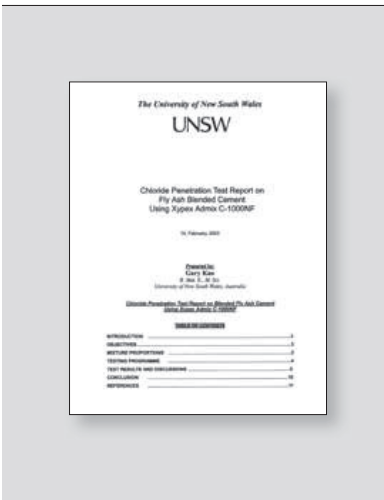 The University of New South Wales
UNSW
Chloride Penetration Test Report on
Fly Ash Blended Cement
Using Xypex Admix C-1000NF
Presented by:
Gary Kao
University of New South Wales, Australia
Chloride Penetration Test Report on Blended Fly Ash Cement
Using Xypex Admix C-1000NF
TABLE OF CONTENTS
INTRODUCTION
OBJECTIVES
MIXTURE PROPORTIONS
TESTING PROGRAMME
TEST RESULTS AND DISCUSSIONS
CONCLUSION
REFERENCES